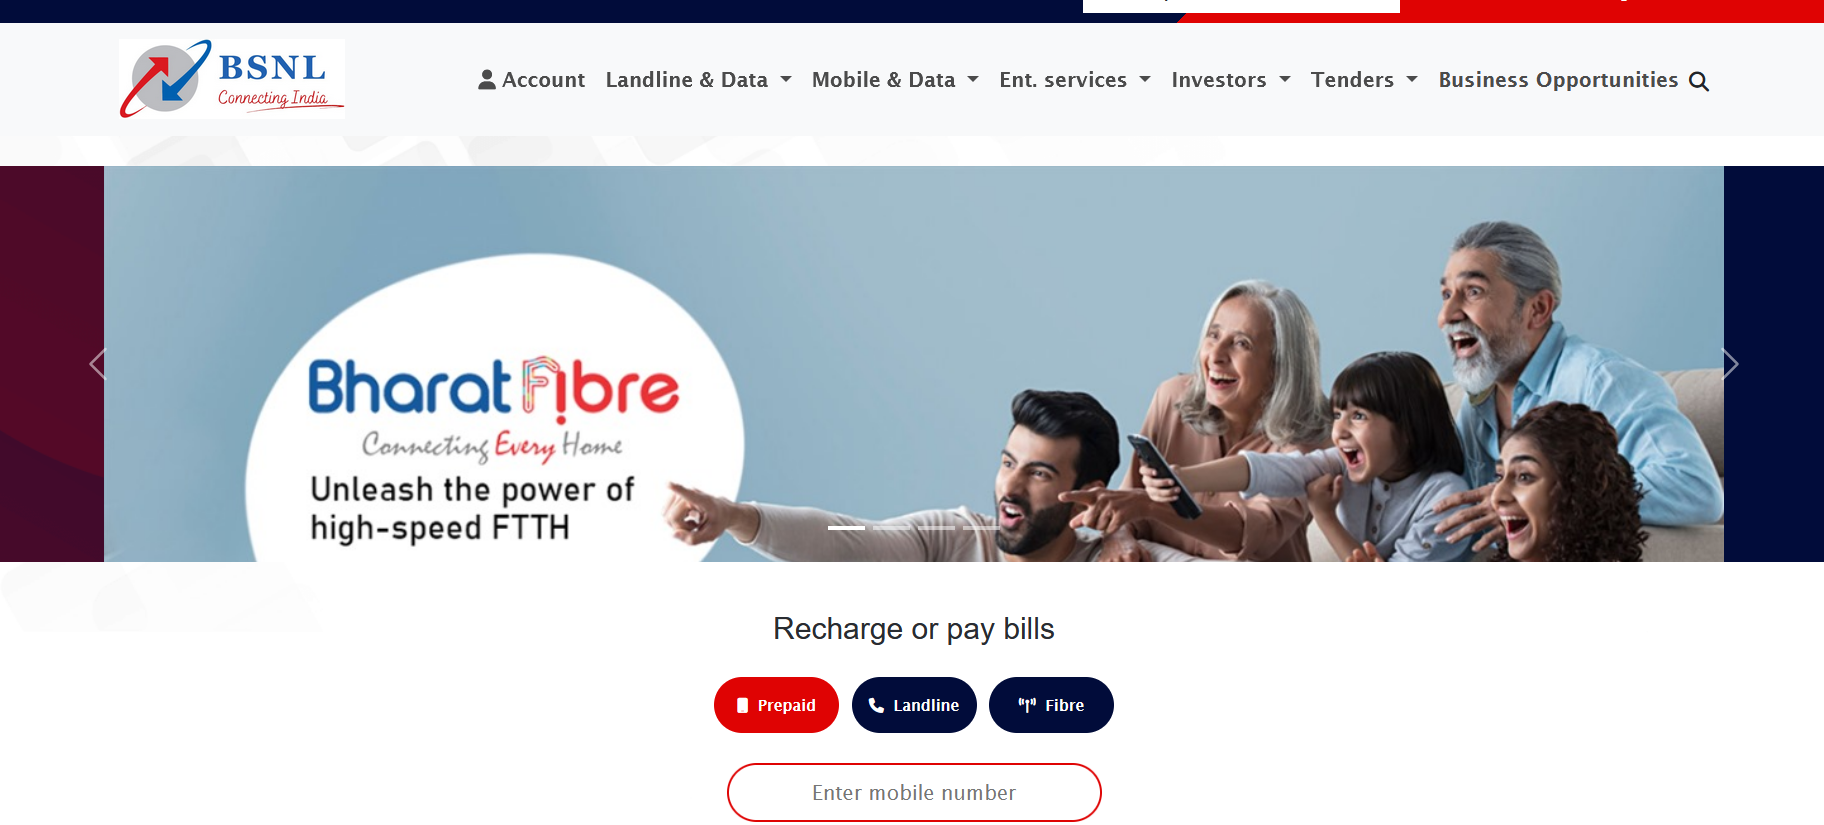 BSNL
Connecting India
Account Landline & Data Mobile & Data Ent. services Investors Tenders Business Opportunities
Bharat Fibre
Connecting Every Home
Unleash the power of
high-speed FTTH
Recharge or pay bills
Prepaid Landline Fibre
Enter mobile number